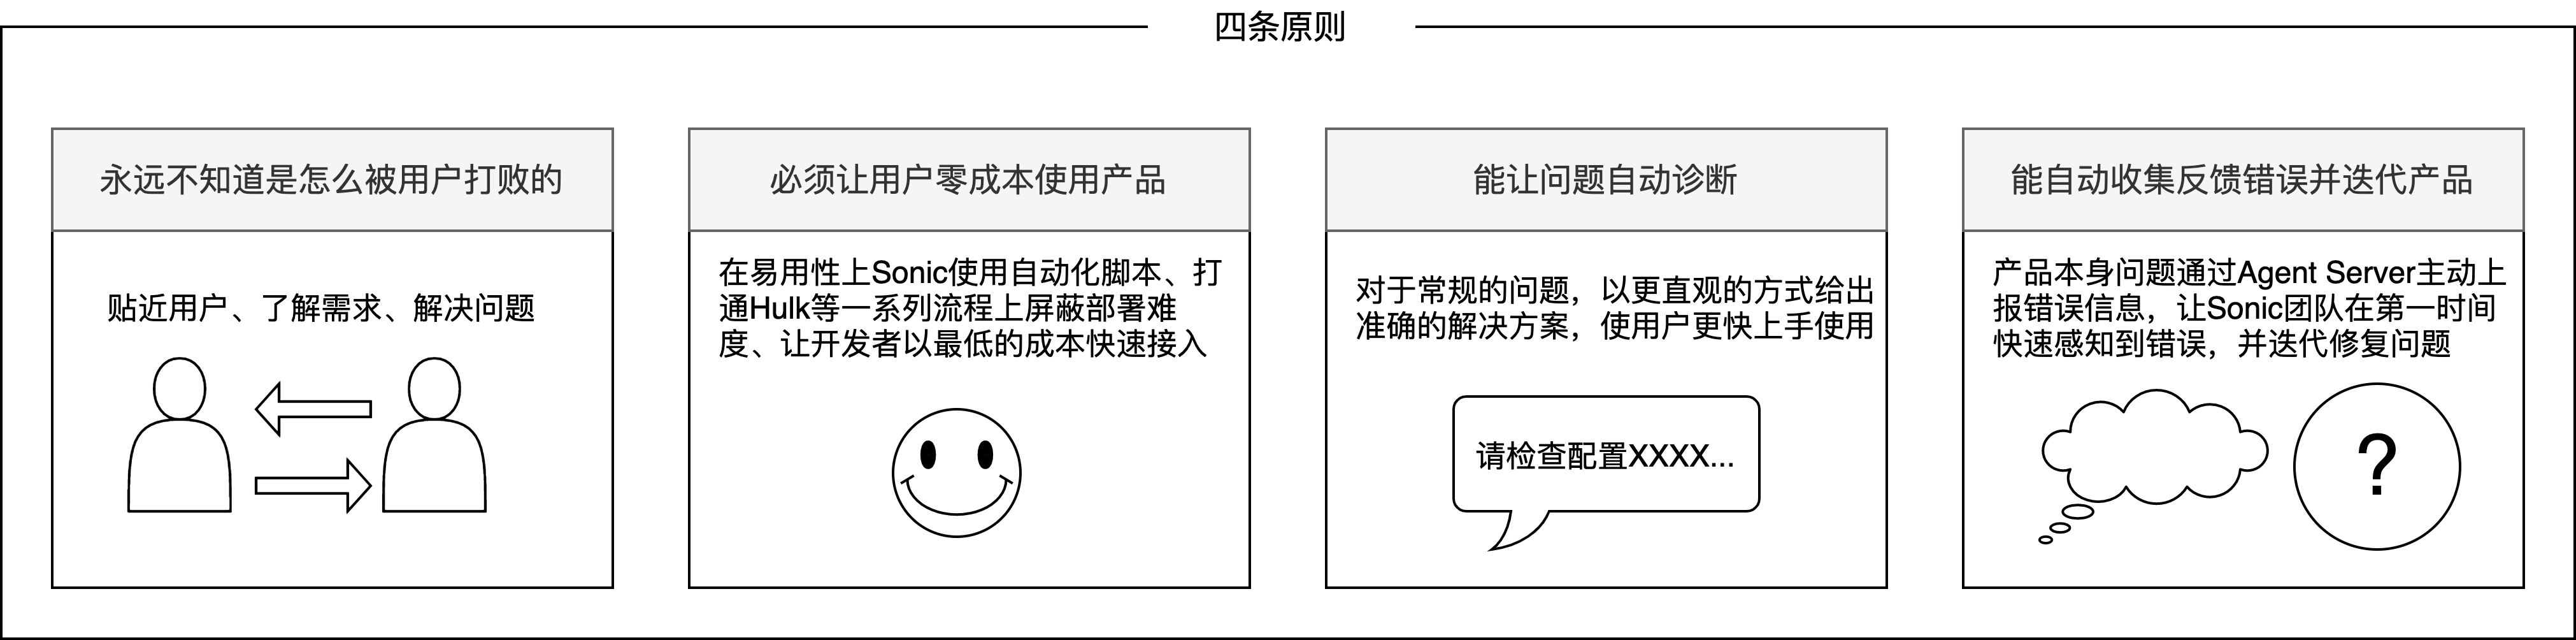 四条原则
永远不知道是怎么被用户打败的
贴近用户、了解需求、解决问题
必须让用户零成本使用产品
在易用性上Sonic使用自动化脚本、打
通Hulk等一系列流程上屏蔽部署难
度、让开发者以最低的成本快速接入
能让问题自动诊断
对于常规的问题，以更直观的方式给出
准确的解决方案，使用户更快上手使用
请检查配置XXXX...
能自动收集反馈错误并迭代产品
产品本身问题通过Agent Server主动上
报错误信息，让Sonic团队在第一时间
快速感知到错误，并迭代修复问题
?